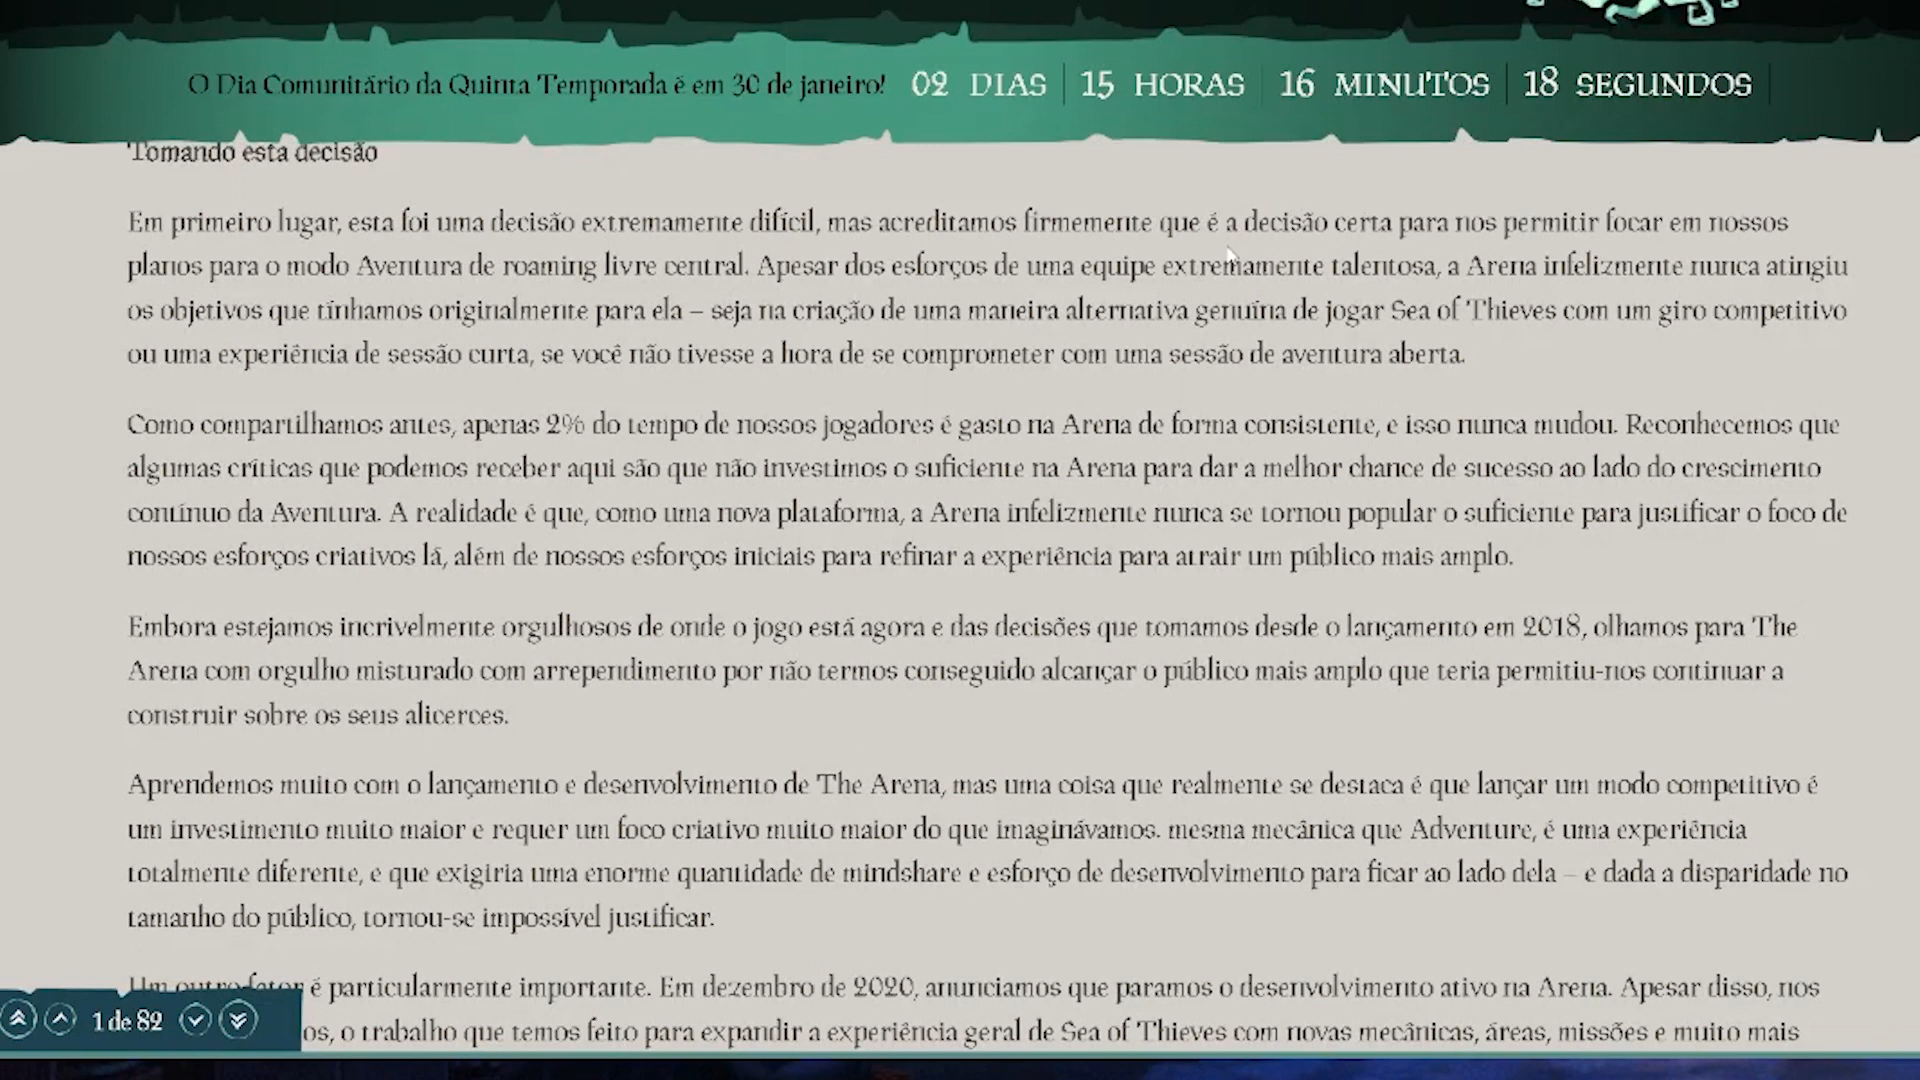 O Dia Comunitário da Quinta Temporada é em 30 de janeiro! 02 DIAS 15 HORAS 16 MINUTOS 18 SEGUNDOS
Tomando esta decisão
Em primeiro lugar, esta foi uma decisão extremamente difícil, mas acreditamos firmemente que é a decisão certa para nos permitir focar em nossos
planos para o modo Aventura de roaming livre central. Apesar dos esforços de uma equipe extremamente talentosa, a Arena infelizmente nunca atingiu
os objetivos que tínhamos originalmente para ela – seja na criação de uma maneira alternativa genuína de jogar Sea of Thieves com um giro competitivo
ou uma experiência de sessão curta, se você não tivesse a hora de se comprometer com uma sessão de aventura aberta.
Como compartilhamos antes, apenas 2% do tempo de nossos jogadores é gasto na Arena de forma consistente, e isso nunca mudou. Reconhecemos que
algumas críticas que podemos receber aqui são que não investimos o suficiente na Arena para dar a melhor chance de sucesso ao lado do crescimento
contínuo da Aventura. A realidade é que, como uma nova plataforma, a Arena infelizmente nunca se tornou popular o suficiente para justificar o foco de
nossos esforços criativos lá, além de nossos esforços iniciais para refinar a experiência para atrair um público mais amplo.
Embora estejamos incrivelmente orgulhosos de onde o jogo está agora e das decisões que tomamos desde o lançamento em 2018, olhamos para The
Arena com orgulho misturado com arrependimento por não termos conseguido alcançar o público mais amplo que teria permitiu-nos continuar a
construir sobre os seus alicerces.
Aprendemos muito com o lançamento e desenvolvimento de The Arena, mas uma coisa que realmente se destaca é que lançar um modo competitivo é
um investimento muito maior e requer um foco criativo muito maior do que imaginávamos. mesma mecânica que Adventure, é uma experiência
totalmente diferente, e que exigiria uma enorme quantidade de mindshare e esforço de desenvolvimento para ficar ao lado dela – e dada a disparidade no
tamanho do público, tornou-se impossível justificar.
Um outro fator é particularmente importante. Em dezembro de 2020, anunciamos que paramos o desenvolvimento ativo na Arena. Apesar disso, nos
os, o trabalho que temos feito para expandir a experiência geral de Sea of Thieves com novas mecânicas, áreas, missões e muito mais
1 de 82